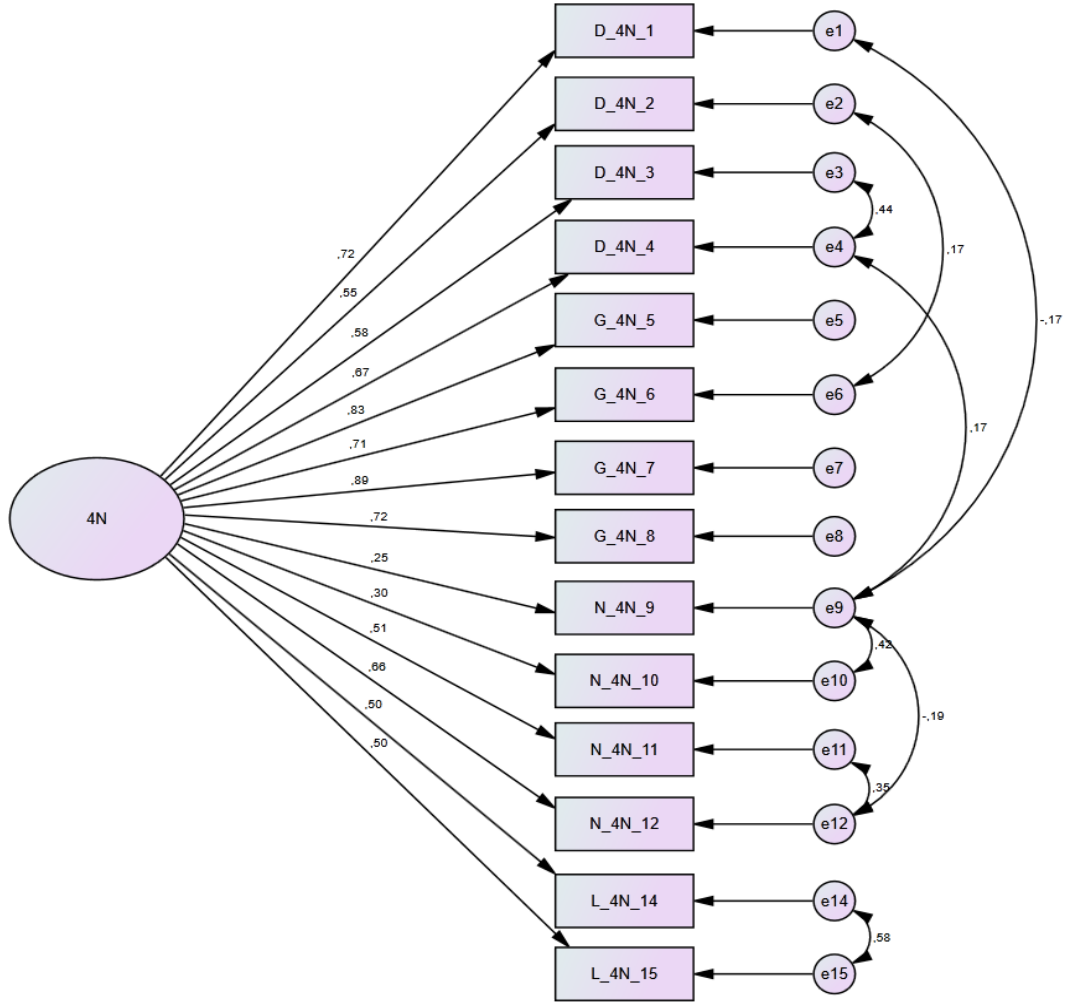 D_4N_1
e1
D_4N_2
e2
D_4N_3
e3
,44
D_4N_4
e4
,17
,72
,55
G_4N_5
e5
-,17
,58
,67
G_4N_6
e6
,83
,17
,71
G_4N_7
e7
,89
4N
,72
G_4N_8
e8
,25
,30
N_4N_9
e9
,51
,42
,66
N_4N_10
e10
,50
-,19
,50
N_4N_11
e11
,35
N_4N_12
e12
L_4N_14
e14
,58
L_4N_15
e15